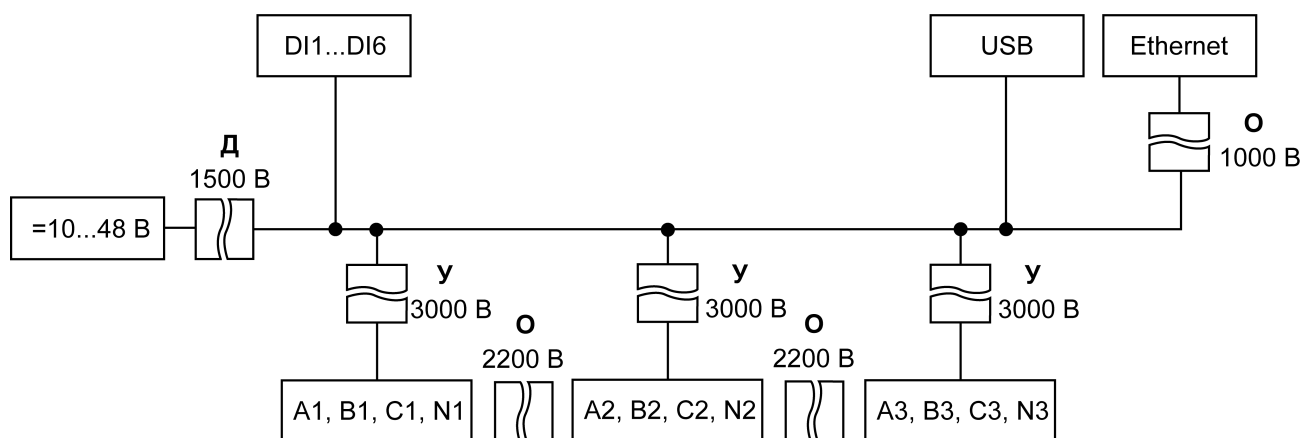 DI1...DI6
USB
Ethernet
Д
1500 В
О
1000 В
=10...48 В
У
3000 В
У
3000 В
У
3000 В
О
2200 В
О
2200 В
A1, B1, C1, N1
A2, B2, C2, N2
A3, B3, C3, N3